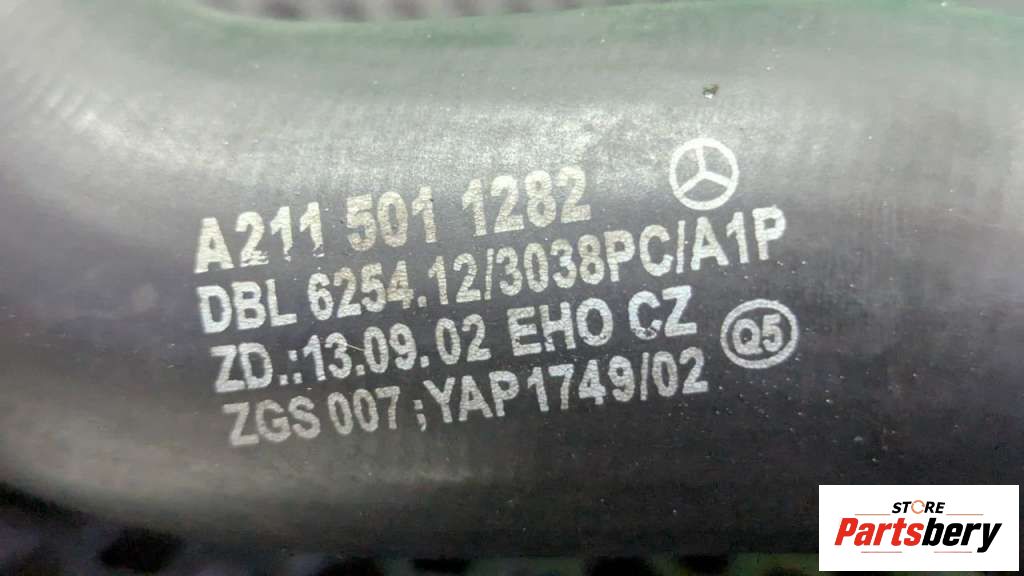 A211 501 1282
DBL 6254.12/3038PC/A1P
ZD.:13.09.02 EHO CZ
Q5
ZGS 007 ; YAP1749/02
STORE
Partsbery